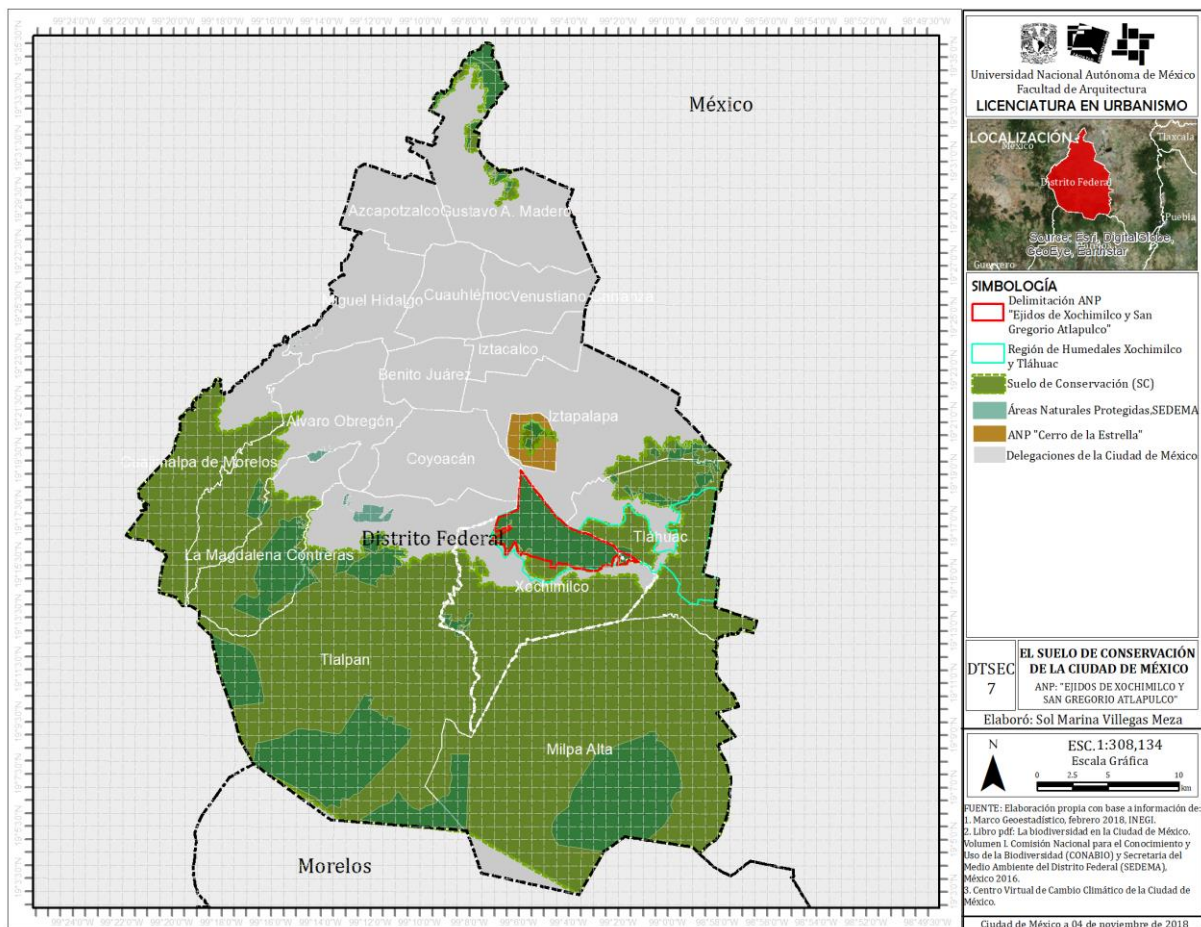 México
Azcapotzalco
Gustavo A. Madero
Miguel Hidalgo
Cuauhtémoc
Venustiano Carranza
Iztacalco
Benito Juárez
Iztapalapa
Alvaro Obregón
Coyoacán
Cuajimalpa de Morelos
Distrito Federal
Tláhuac
La Magdalena Contreras
Xochimilco
Tlalpan
Milpa Alta
Morelos
Universidad Nacional Autónoma de México
Facultad de Arquitectura
LICENCIATURA EN URBANISMO
LOCALIZACIÓN
México
Tlaxcala
Distrito Federal
Puebla
Source: Esri, DigitalGlobe,
GeoEye, Earthstar
Guerrero
SIMBOLOGÍA
Delimitación ANP
"Ejidos de Xochimilco y San
Gregorio Atlapulco"
Región de Humedales Xochimilco
y Tláhuac
Suelo de Conservación (SC)
Áreas Naturales Protegidas,SEDEMA
ANP "Cerro de la Estrella"
Delegaciones de la Ciudad de México
DTSEC
7
EL SUELO DE CONSERVACIÓN
DE LA CIUDAD DE MÉXICO
ANP: "EJIDOS DE XOCHIMILCO Y
SAN GREGORIO ATLAPULCO"
Elaboró: Sol Marina Villegas Meza
N
ESC. 1:308,134
Escala Gráfica
0 2.5 5 10
km
FUENTE: Elaboración propia con base a información de:
1. Marco Geoestadístico, febrero 2018, INEGI.
2. Libro pdf: La biodiversidad en la Ciudad de México.
Volumen I. Comisión Nacional para el Conocimiento y
Uso de la Biodiversidad (CONABIO) y Secretaria del
Medio Ambiente del Distrito Federal (SEDEMA),
México 2016.
3. Centro Virtual de Cambio Climático de la Ciudad de
México.
Ciudad de México a 04 de noviembre de 2018